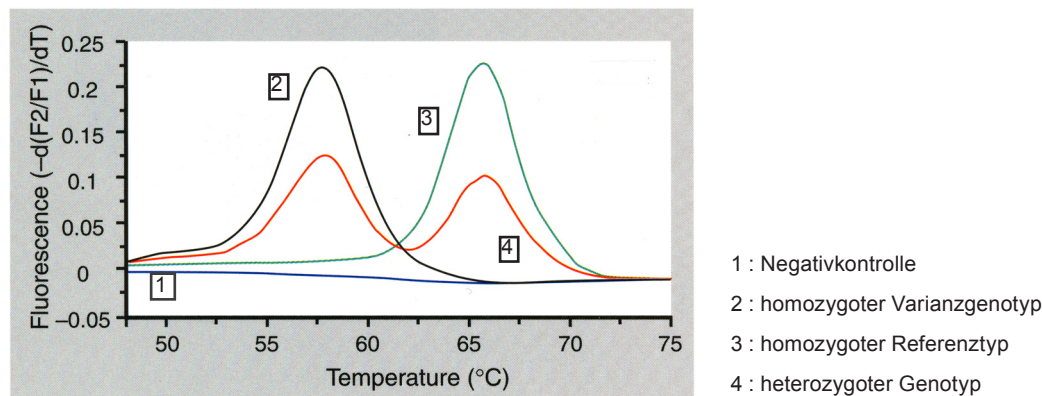 Fluorescence (–d(F2/F1)/dT)
0.25
0.2
0.15
0.1
0.05
0
–0.05
2
3
4
1
50 55 60 65 70 75
Temperature (°C)
1 : Negativkontrolle
2 : homozygoter Varianzgenotyp
3 : homozygoter Referenztyp
4 : heterozygoter Genotyp